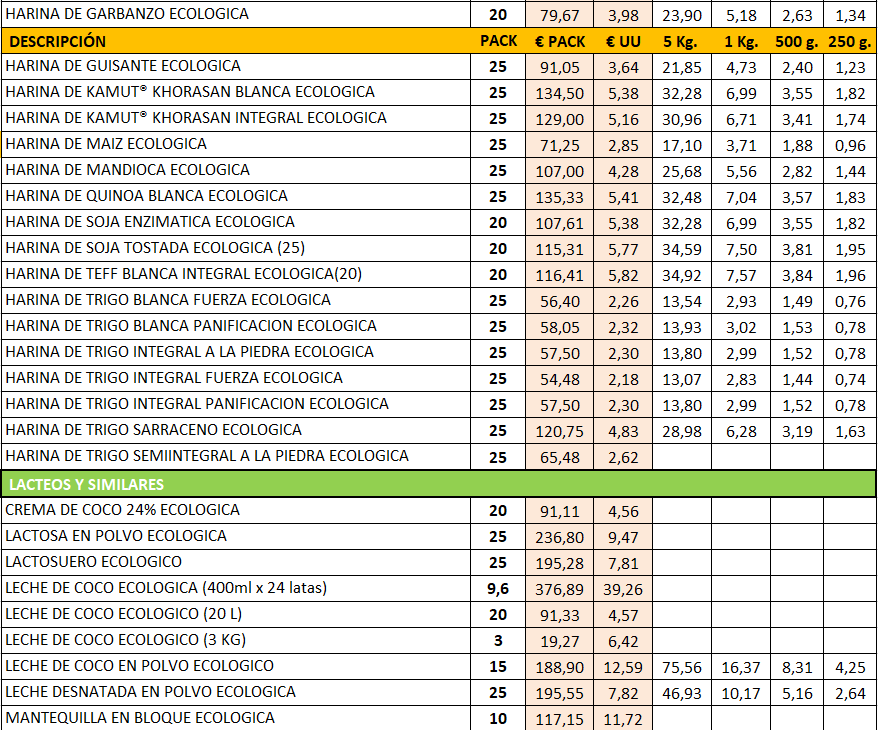 HARINA DE GARBANZO ECOLOGICA 20 79,67 3,98 23,90 5,18 2,63 1,34
DESCRIPCIÓN PACK € PACK € UU 5 Kg. 1 Kg. 500 g. 250 g.
HARINA DE GUISANTE ECOLOGICA 25 91,05 3,64 21,85 4,73 2,40 1,23
HARINA DE KAMUT® KHORASAN BLANCA ECOLOGICA 25 134,50 5,38 32,28 6,99 3,55 1,82
HARINA DE KAMUT® KHORASAN INTEGRAL ECOLOGICA 25 129,00 5,16 30,96 6,71 3,41 1,74
HARINA DE MAIZ ECOLOGICA 25 71,25 2,85 17,10 3,71 1,88 0,96
HARINA DE MANDIOCA ECOLOGICA 25 107,00 4,28 25,68 5,56 2,82 1,44
HARINA DE QUINOA BLANCA ECOLOGICA 25 135,33 5,41 32,48 7,04 3,57 1,83
HARINA DE SOJA ENZIMATICA ECOLOGICA 20 107,61 5,38 32,28 6,99 3,55 1,82
HARINA DE SOJA TOSTADA ECOLOGICA (25) 20 115,31 5,77 34,59 7,50 3,81 1,95
HARINA DE TEFF BLANCA INTEGRAL ECOLOGICA(20) 20 116,41 5,82 34,92 7,57 3,84 1,96
HARINA DE TRIGO BLANCA FUERZA ECOLOGICA 25 56,40 2,26 13,54 2,93 1,49 0,76
HARINA DE TRIGO BLANCA PANIFICACION ECOLOGICA 25 58,05 2,32 13,93 3,02 1,53 0,78
HARINA DE TRIGO INTEGRAL A LA PIEDRA ECOLOGICA 25 57,50 2,30 13,80 2,99 1,52 0,78
HARINA DE TRIGO INTEGRAL FUERZA ECOLOGICA 25 54,48 2,18 13,07 2,83 1,44 0,74
HARINA DE TRIGO INTEGRAL PANIFICACION ECOLOGICA 25 57,50 2,30 13,80 2,99 1,52 0,78
HARINA DE TRIGO SARRACENO ECOLOGICA 25 120,75 4,83 28,98 6,28 3,19 1,63
HARINA DE TRIGO SEMIINTEGRAL A LA PIEDRA ECOLOGICA 25 65,48 2,62
LACTEOS Y SIMILARES
CREMA DE COCO 24% ECOLOGICA 20 91,11 4,56
LACTOSA EN POLVO ECOLOGICA 25 236,80 9,47
LACTOSUERO ECOLOGICO 25 195,28 7,81
LECHE DE COCO ECOLOGICA (400ml x 24 latas) 9,6 376,89 39,26
LECHE DE COCO ECOLOGICO (20 L) 20 91,33 4,57
LECHE DE COCO ECOLOGICO (3 KG) 3 19,27 6,42
LECHE DE COCO EN POLVO ECOLOGICO 15 188,90 12,59 75,56 16,37 8,31 4,25
LECHE DESNATADA EN POLVO ECOLOGICA 25 195,55 7,82 46,93 10,17 5,16 2,64
MANTEQUILLA EN BLOQUE ECOLOGICA 10 117,15 11,72